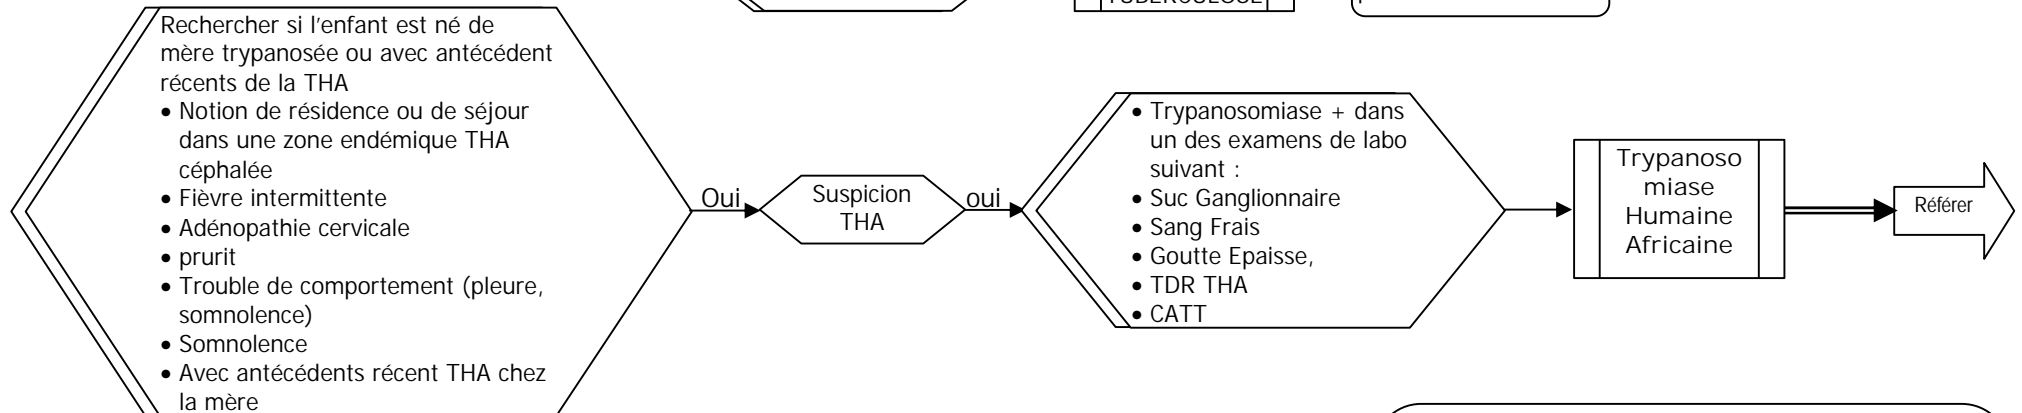 Rechercher si l'enfant est né de
mère trypanosée ou avec antécédent
récents de la THA
• Notion de résidence ou de séjour
dans une zone endémique THA
céphalée
• Fièvre intermittente
• Adénopathie cervicale
• prurit
• Trouble de comportement (pleure,
somnolence)
• Somnolence
• Avec antécédents récent THA chez
la mère
Oui
Suspicion
THA
oui
• Trypanosomiase + dans
un des examens de labo
suivant :
• Suc Ganglionnaire
• Sang Frais
• Goutte Epaisse,
• TDR THA
• CATT
Trypanoso
miase
Humaine
Africaine
Référer